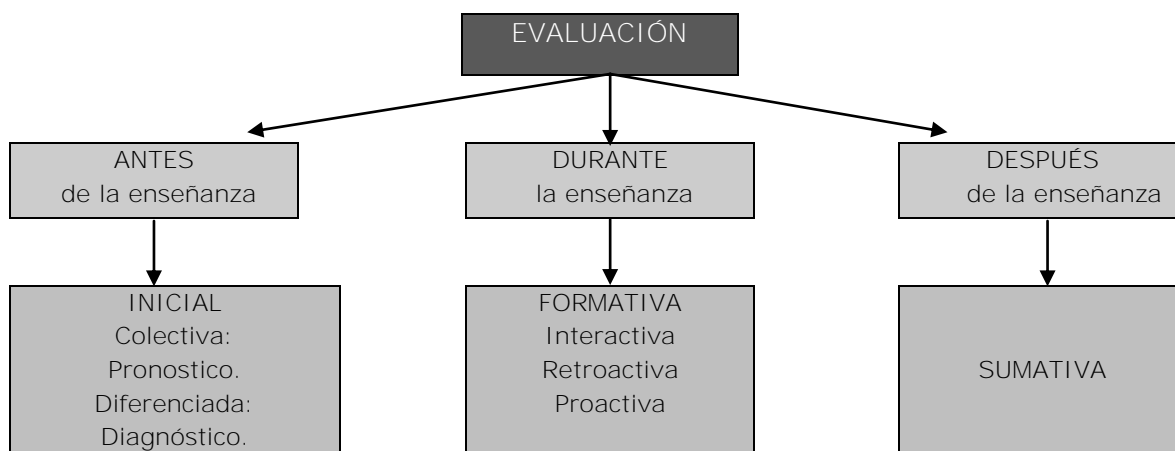 EVALUACIÓN
ANTES
de la enseñanza
DURANTE
la enseñanza
DESPUÉS
de la enseñanza
INICIAL
Colectiva:
Pronostico.
Diferenciada:
Diagnóstico.
FORMATIVA
Interactiva
Retroactiva
Proactiva
SUMATIVA